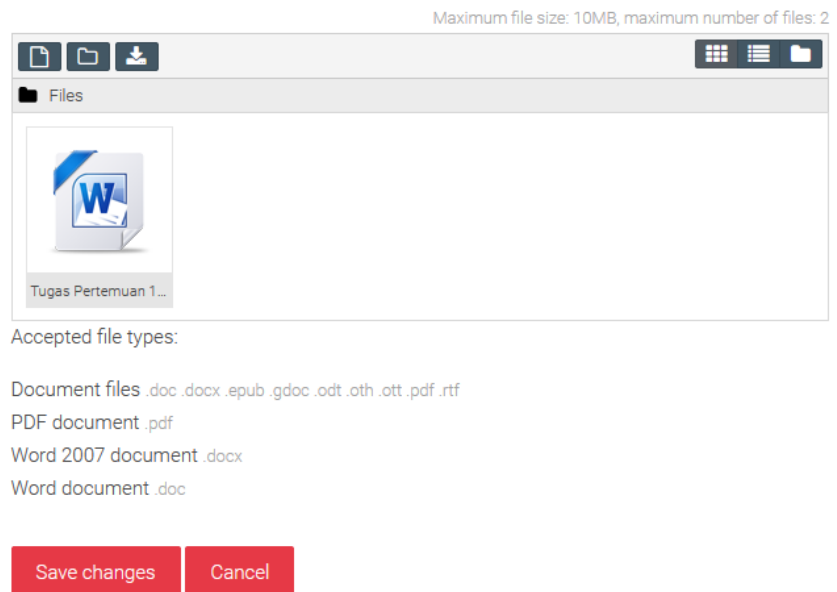 Maximum file size: 10MB, maximum number of files: 2
Files
W
Tugas Pertemuan 1...
Accepted file types:
Document files .doc .docx .epub .gdoc .odt .oth .ott .pdf .rtf
PDF document .pdf
Word 2007 document .docx
Word document .doc
Save changes Cancel